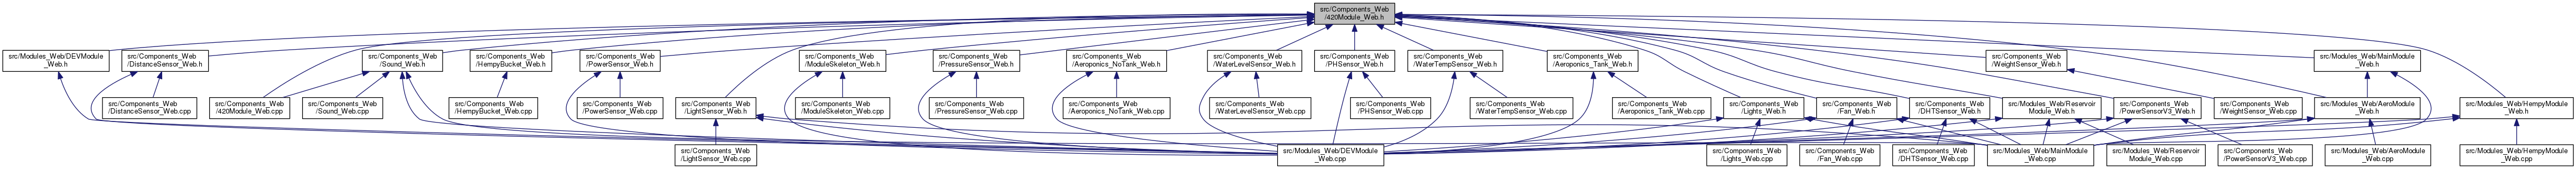 src/Components_Web
/420Module_Web.h
src/Modules_Web/DEVModule
_Web.h
src/Components_Web
/DistanceSensor_Web.h
src/Components_Web
/Sound_Web.h
src/Components_Web
/HempyBucket_Web.h
src/Components_Web
/PowerSensor_Web.h
src/Components_Web
/ModuleSkeleton_Web.h
src/Components_Web
/PressureSensor_Web.h
src/Components_Web
/Aeroponics_NoTank_Web.h
src/Components_Web
/WaterLevelSensor_Web.h
src/Components_Web
/PHSensor_Web.h
src/Components_Web
/WaterTempSensor_Web.h
src/Components_Web
/Aeroponics_Tank_Web.h
src/Components_Web
/WeightSensor_Web.h
src/Modules_Web/MainModule
_Web.h
src/Components_Web
/DistanceSensor_Web.cpp
src/Components_Web
/420Module_Web.cpp
src/Components_Web
/Sound_Web.cpp
src/Components_Web
/HempyBucket_Web.cpp
src/Components_Web
/PowerSensor_Web.cpp
src/Components_Web
/LightSensor_Web.h
src/Components_Web
/ModuleSkeleton_Web.cpp
src/Components_Web
/PressureSensor_Web.cpp
src/Components_Web
/Aeroponics_NoTank_Web.cpp
src/Components_Web
/WaterLevelSensor_Web.cpp
src/Components_Web
/PHSensor_Web.cpp
src/Components_Web
/WaterTempSensor_Web.cpp
src/Components_Web
/Aeroponics_Tank_Web.cpp
src/Components_Web
/Lights_Web.h
src/Components_Web
/Fan_Web.h
src/Components_Web
/DHTSensor_Web.h
src/Modules_Web/Reservoir
Module_Web.h
src/Components_Web
/PowerSensorV3_Web.h
src/Components_Web
/WeightSensor_Web.cpp
src/Modules_Web/AeroModule
_Web.h
src/Modules_Web/HempyModule
_Web.h
src/Components_Web
/LightSensor_Web.cpp
src/Modules_Web/DEVModule
_Web.cpp
src/Components_Web
/Lights_Web.cpp
src/Components_Web
/Fan_Web.cpp
src/Components_Web
/DHTSensor_Web.cpp
src/Modules_Web/MainModule
_Web.cpp
src/Modules_Web/Reservoir
Module_Web.cpp
src/Components_Web
/PowerSensorV3_Web.cpp
src/Modules_Web/AeroModule
_Web.cpp
src/Modules_Web/HempyModule
_Web.cpp